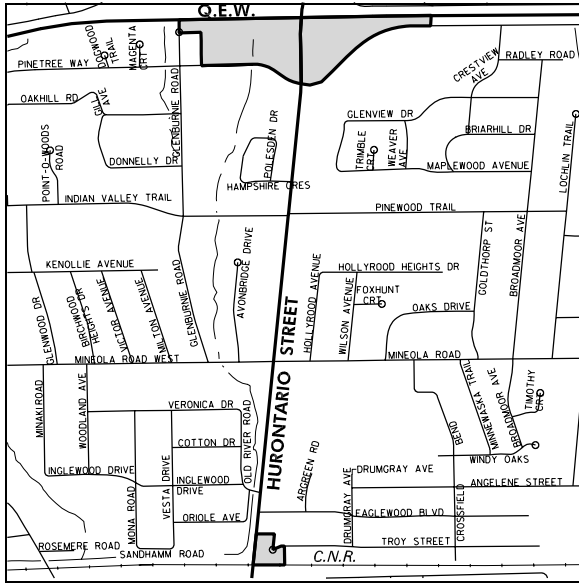 Q.E.W.
DOGWOOD
TRAIL
MAGENTA
CRT
PINETREE WAY
RADLEY ROAD
CRESTVIEW
AVE
OAKHILL RD
GILL
AVE
GLENBURNIE ROAD
POLESDEN DR
GLENVIEW DR
BRIARHILL DR
TRIMBLE
CRT
WEAVER
AVE
LOCHLIN TRAIL
POINT-O-WOODS
ROAD
DONNELLY DR
MAPLEWOOD AVENUE
HAMPSHIRE CRES
INDIAN VALLEY TRAIL
PINEWOOD TRAIL
AVONBRIDGE DRIVE
GOLDTHORP ST
BROADMOOR AVE
KENOLLIE AVENUE
HOLLYROOD HEIGHTS DR
GLENWOOD DR
BIRCHWOOD
HEIGHTS DR
VICTOR AVENUE
MILTON AVENUE
GLENBURNIE ROAD
HOLLYROOD AVENUE
WILSON AVENUE
FOXHUNT
CRT
OAKS DRIVE
HURONTARIO STREET
MINEOLA ROAD WEST
MINEOLA ROAD
MINAKI ROAD
WOODLAND AVE
VERONICA DR
OLD RIVER ROAD
MINNEWASKA TRAIL
BROADMOOR AVE
TIMOTHY
CRT
COTTON DR
BEND
WINDY OAKS
INGLEWOOD DRIVE
INGLEWOOD
DRIVE
ARGREEN RD
DRUMGRAY AVE
ANGELENE STREET
MONA ROAD
VESTA DRIVE
ORIOLE AVE
DRUMGRAY AVE
EAGLEWOOD BLVD
CROSSFIELD
ROSEMERE ROAD
SANDHAMM ROAD
TROY STREET
C.N.R.